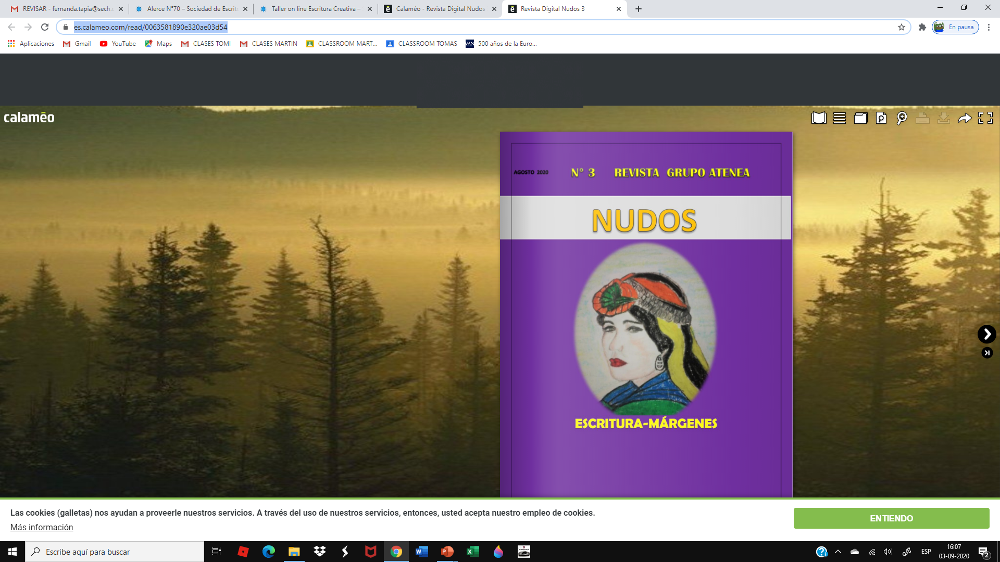 REVISAR - fernanda.tapia@sech.c
Alerce N°70 – Sociedad de Escrito
Taller on line Escritura Creativa –
Calaméo - Revista Digital Nudos
Revista Digital Nudos 3
es.calameo.com/read/0063581890e320ae03d54
En pausa
Aplicaciones
Gmail
YouTube
Maps
CLASES TOMI
CLASES MARTIN
CLASSROOM MART...
CLASSROOM TOMAS
VAN
500 años de la Euro...
calamēo
AGOSTO 2020
N° 3 REVISTA GRUPO ATENEA
NUDOS
ESCRITURA-MÁRGENES
Las cookies (galletas) nos ayudan a proveerle nuestros servicios. A través del uso de nuestros servicios, entonces, usted acepta nuestro empleo de cookies.
Más información
ENTIENDO
Escribe aquí para buscar
ESP
16:07
03-09-2020
2